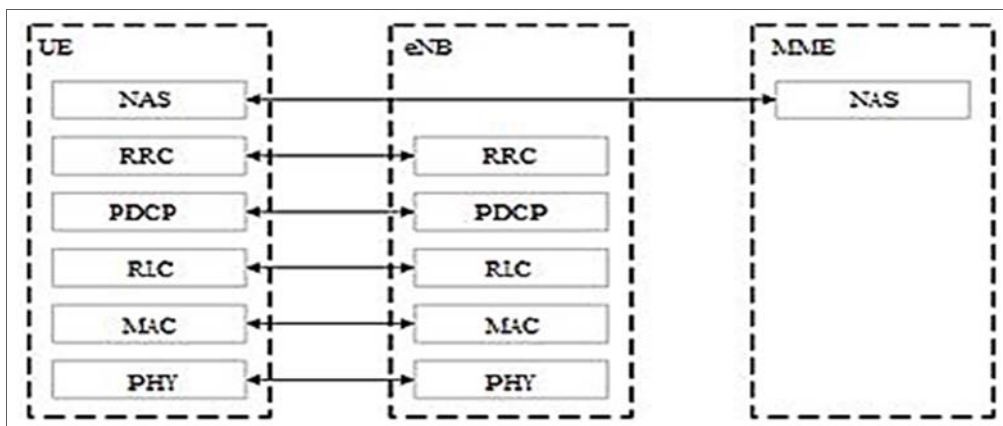 UE eNB MME
NAS NAS
RRC RRC
PDCP PDCP
RLC RLC
MAC MAC
PHY PHY